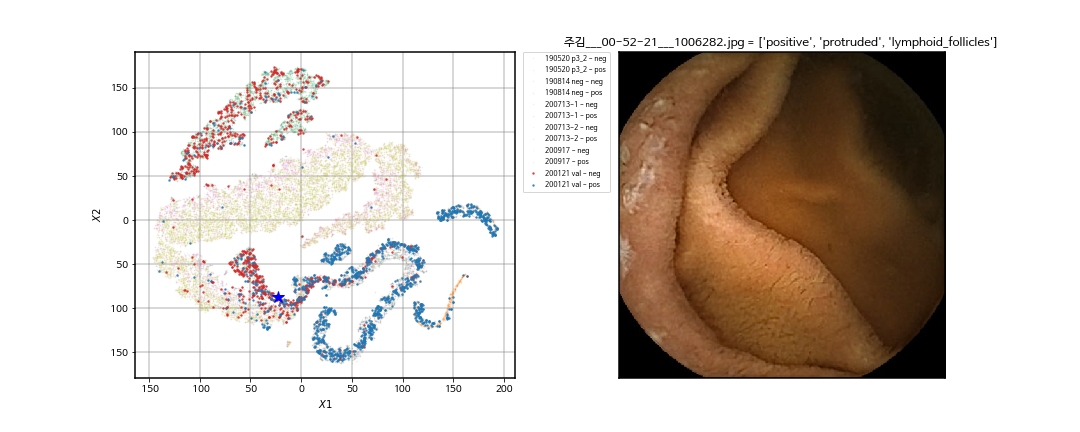 주김___00-52-21___1006282.jpg = ['positive', 'protruded', 'lymphoid_follicles']
190520 p3_2 − neg
190520 p3_2 − pos
190814 neg − neg
190814 neg − pos
200713−1 − neg
200713−1 − pos
200713−2 − neg
200713−2 − pos
200917 − neg
200917 − pos
200121 val − neg
200121 val − pos
150
100
50
0
50
100
150
X2
150 100 50 0 50 100 150 200
X1